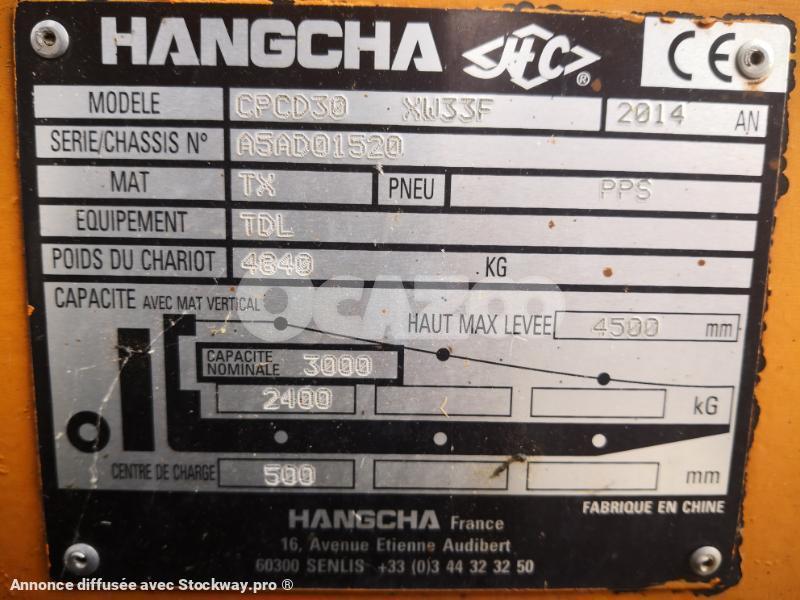 HANGCHA <HC>® CE
MODELE CPCD30 XW33F 2014 AN
SERIE/CHASSIS N° A5AD01520
MAT TX PNEU PPS
EQUIPEMENT TDL
POIDS DU CHARIOT 4840 KG
OCAZOO
CAPACITE AVEC MAT VERTICAL
HAUT MAX LEVEE 4500 mm
CAPACITE NOMINALE 3000
2400 kG
CENTRE DE CHARGE 500 mm
FABRIQUE EN CHINE
HANGCHA France
16, Avenue Etienne Audibert
60300 SENLIS +33 (0)3 44 32 32 50
Annonce diffusée avec Stockway.pro ®